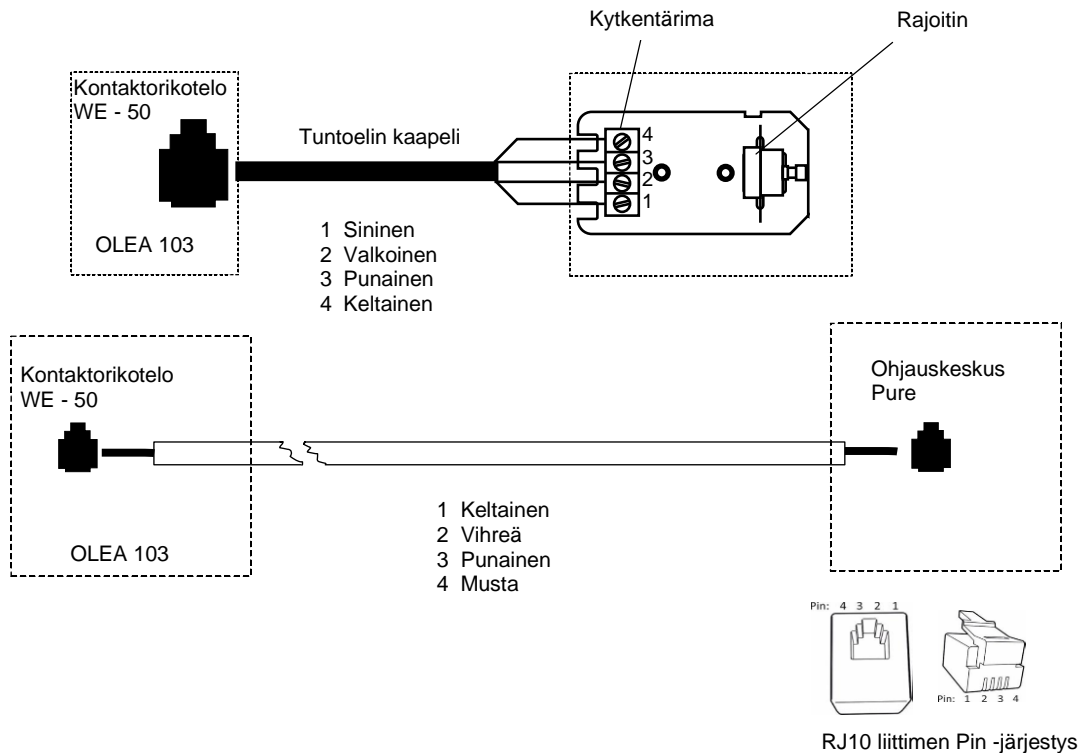 Kytkentärima
Rajoitin
Kontaktorikotelo
WE - 50
Tuntoelin kaapeli
4
3
2
1
OLEA 103
1 Sininen
2 Valkoinen
3 Punainen
4 Keltainen
Kontaktorikotelo
WE - 50
Ohjauskeskus
Pure
OLEA 103
1 Keltainen
2 Vihreä
3 Punainen
4 Musta
Pin: 4 3 2 1
Pin: 1 2 3 4
RJ10 liittimen Pin -järjestys